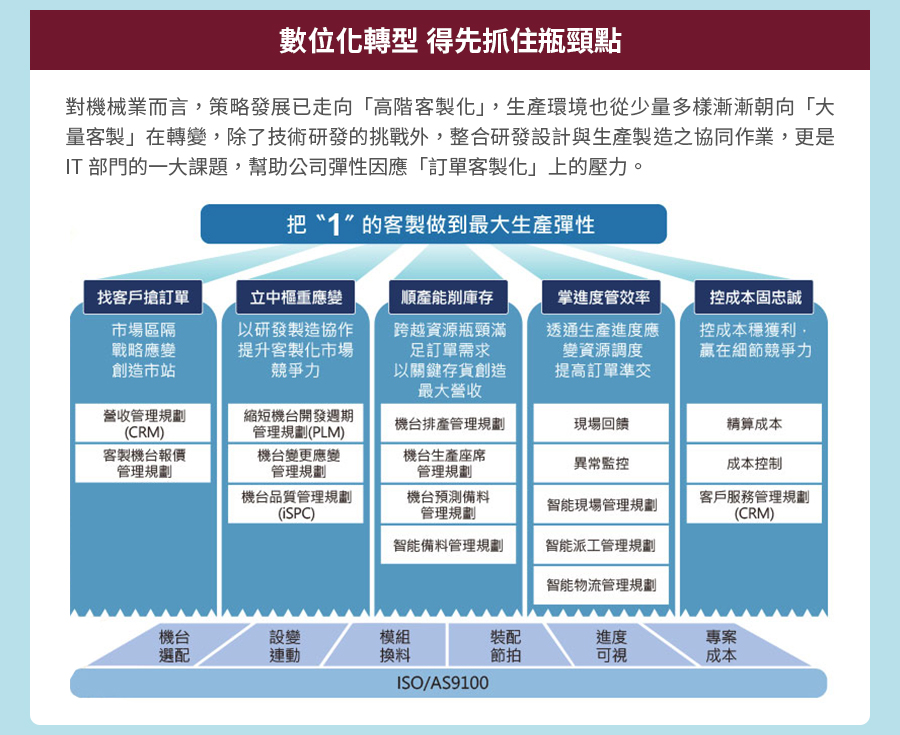 數位化轉型 得先抓住瓶頸點
對機械業而言，策略發展已走向「高階客製化」，生產環境也從少量多樣漸漸朝向「大
量客製」在轉變，除了技術研發的挑戰外，整合研發設計與生產製造之協同作業，更是
IT 部門的一大課題，幫助公司彈性因應「訂單客製化」上的壓力。
把〝1〞的客製做到最大生產彈性
找客戶搶訂單
市場區隔
戰略應變
創造市站
營收管理規劃
(CRM)
客製機台報價
管理規劃
立中樞重應變
以研發製造協作
提升客製化市場
競爭力
縮短機台開發週期
管理規劃(PLM)
機台變更應變
管理規劃
機台品質管理規劃
(iSPC)
順產能削庫存
跨越資源瓶頸滿
足訂單需求
以關鍵存貨創造
最大營收
機台排產管理規劃
機台生產座席
管理規劃
機台預測備料
管理規劃
智能備料管理規劃
掌進度管效率
透過生產進度應
變資源調度
提高訂單準交
現場回饋
異常監控
智能現場管理規劃
智能派工管理規劃
智能物流管理規劃
控成本固忠誠
控成本穩獲利，
贏在細節競爭力
精算成本
成本控制
客戶服務管理規劃
(CRM)
機台
選配
設變
連動
模組
換料
裝配
節拍
進度
可視
專案
成本
ISO/AS9100